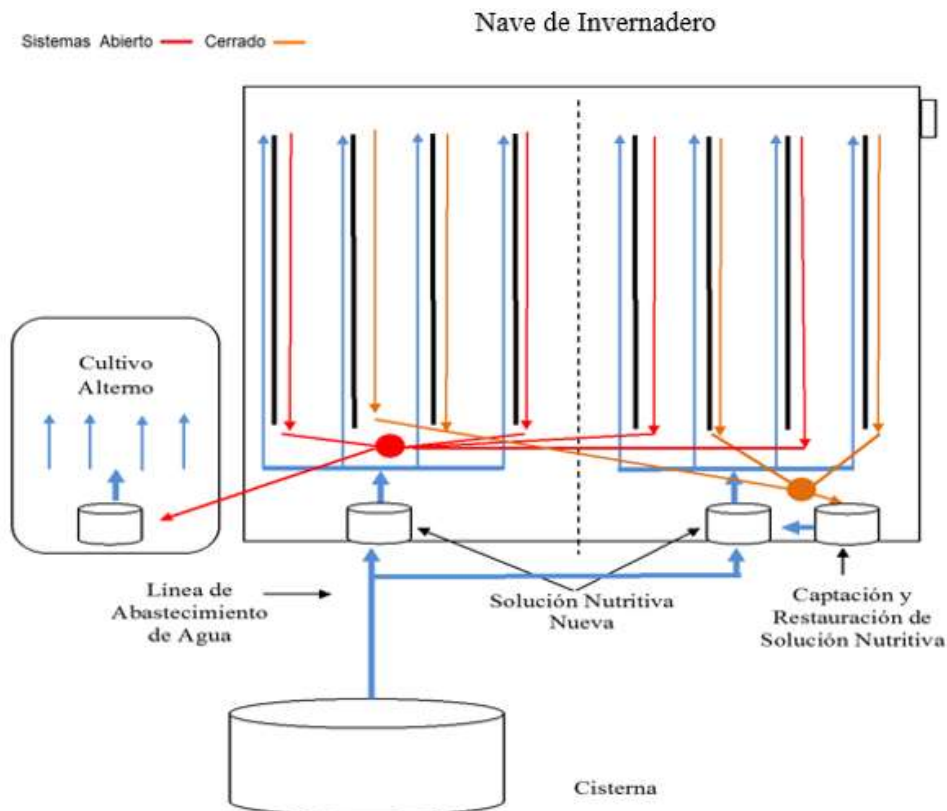 Nave de Invernadero
Sistemas Abierto Cerrado
Cultivo
Alterno
Línea de
Abastecimiento
de Agua
Solución Nutritiva
Nueva
Captación y
Restauración de
Solución Nutritiva
Cisterna